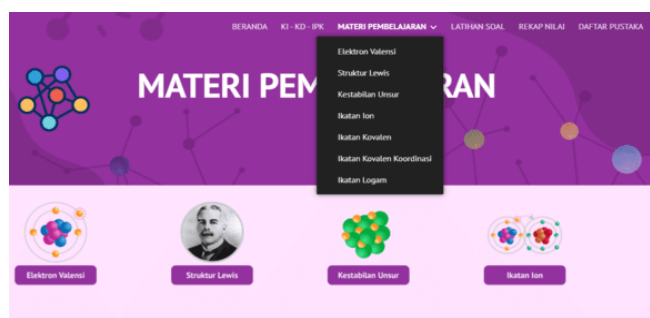 BERANDA KI - KD - IPK MATERI PEMBELAJARAN LATIHAN SOAL REKAP NILAI DAFTAR PUSTAKA
Elektron Valensi
Struktur Lewis
Kestabilan Unsur
Ikatan Ion
Ikatan Kovalen
Ikatan Kovalen Koordinasi
Ikatan Logam
MATERI PEM RAN
Elektron Valensi Struktur Lewis Kestabilan Unsur Ikatan Ion